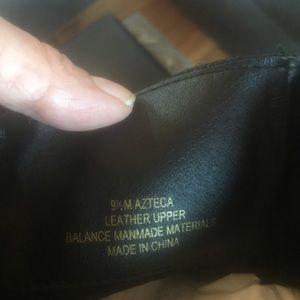 9½M AZTECA
LEATHER UPPER
BALANCE MANMADE MATERIALS
MADE IN CHINA